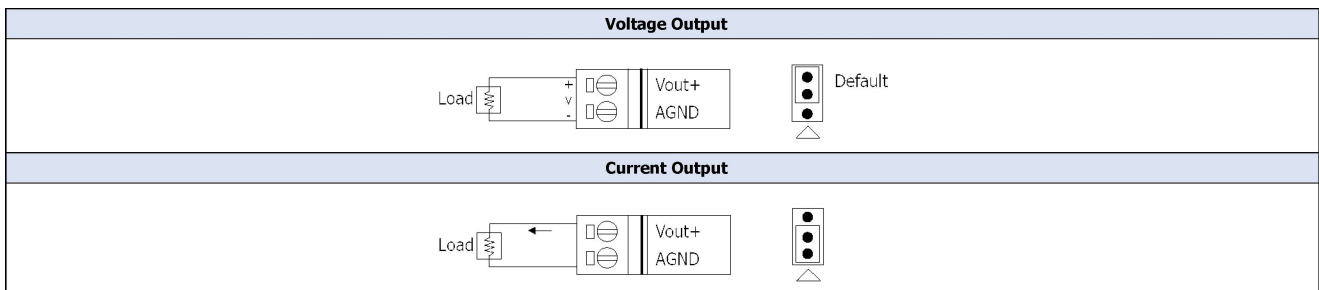 Voltage Output
Load
+
V
-
Vout+
AGND
Default
Current Output
Load
Vout+
AGND